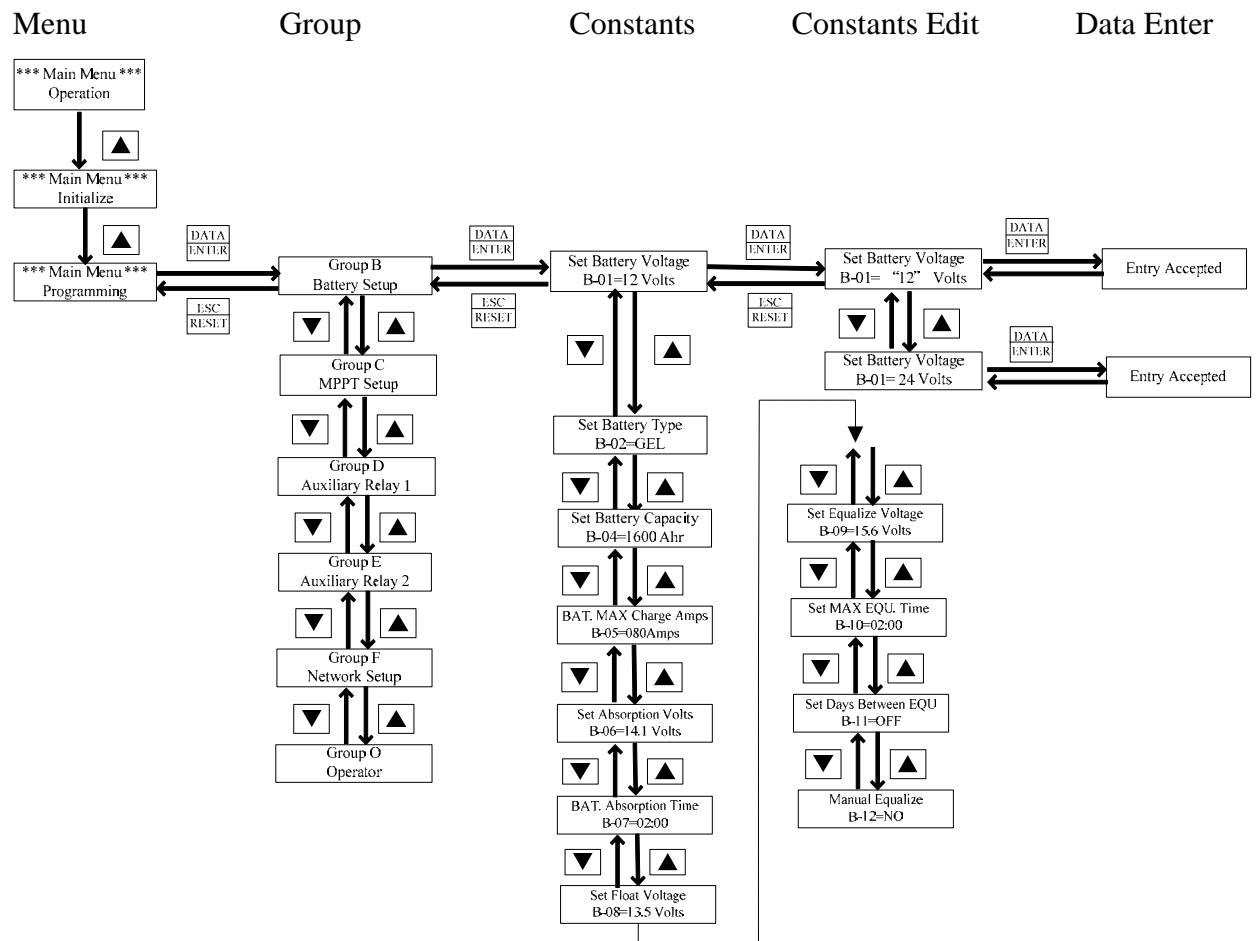 Menu
Group
Constants
Constants Edit
Data Enter
*** Main Menu ***
Operation
*** Main Menu ***
Initialize
*** Main Menu ***
Programming
DATA
ENTER
ESC
RESET
Group B
Battery Setup
Group C
MPPT Setup
Group D
Auxiliary Relay 1
Group E
Auxiliary Relay 2
Group F
Network Setup
Group O
Operator
DATA
ENTER
ESC
RESET
Set Battery Voltage
B-01=12 Volts
Set Battery Type
B-02=GEL
Set Battery Capacity
B-04=1600 Ahr
BAT. MAX Charge Amps
B-05=080Amps
Set Absorption Volts
B-06=14.1 Volts
BAT. Absorption Time
B-07=02:00
Set Float Voltage
B-08=13.5 Volts
DATA
ENTER
ESC
RESET
Set Battery Voltage
B-01= “12” Volts
Set Battery Voltage
B-01= 24 Volts
Set Equalize Voltage
B-09=15.6 Volts
Set MAX EQU. Time
B-10=02:00
Set Days Between EQU
B-11=OFF
Manual Equalize
B-12=NO
DATA
ENTER
Entry Accepted
DATA
ENTER
Entry Accepted